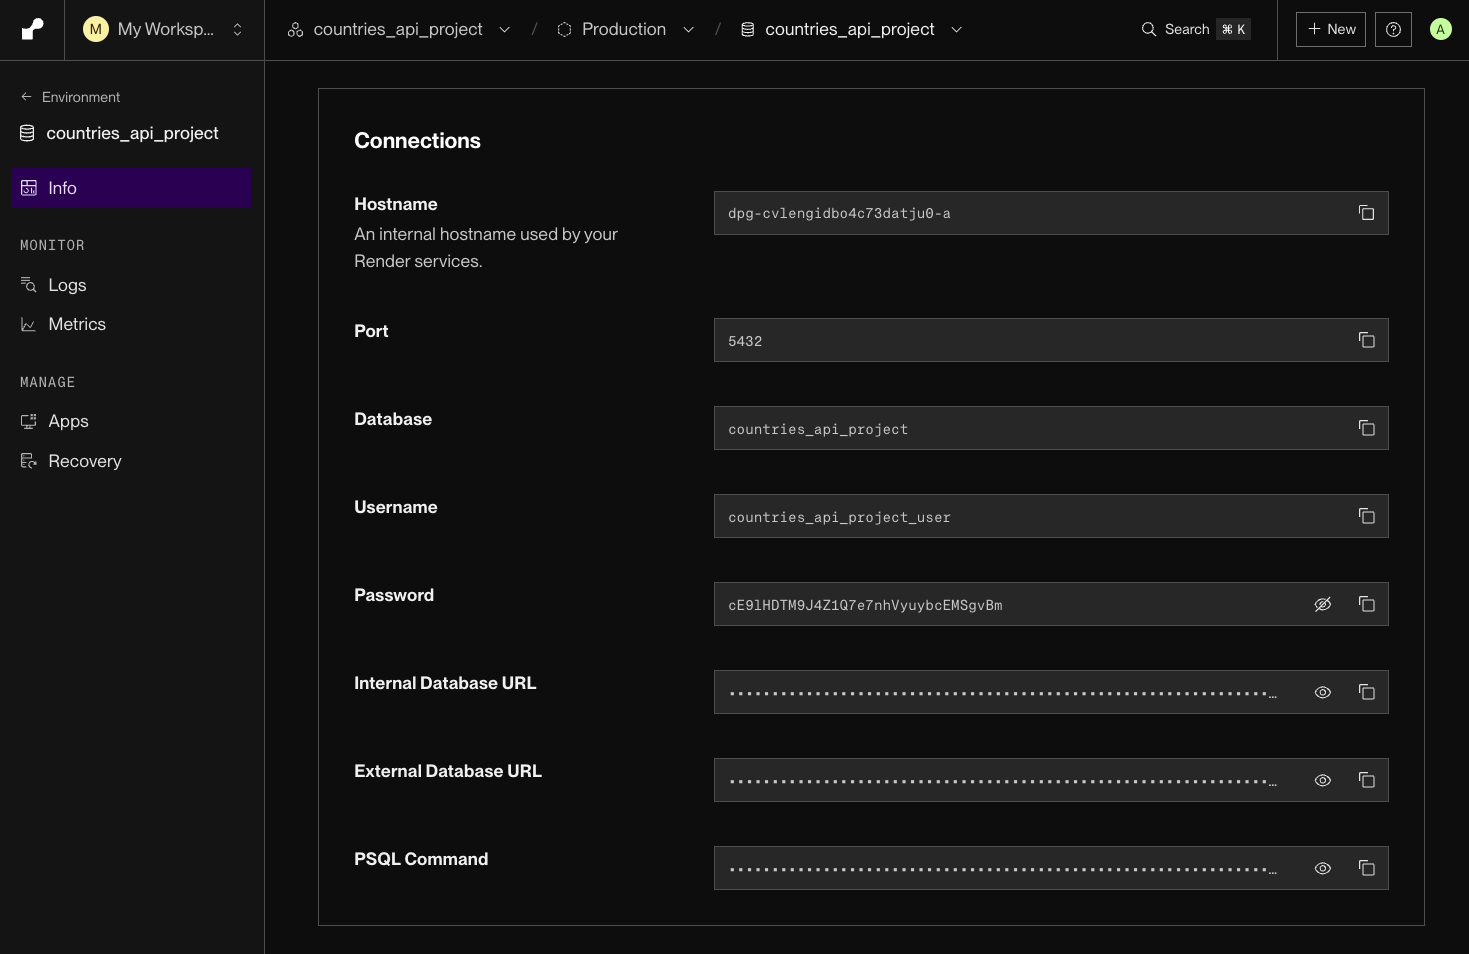 M My Worksp...
countries_api_project / Production / countries_api_project
Search ⌘ K
+ New
A
← Environment
countries_api_project
Info
MONITOR
Logs
Metrics
MANAGE
Apps
Recovery
Connections
Hostname
An internal hostname used by your
Render services.
dpg-cvlengidbo4c73datju0-a
Port
5432
Database
countries_api_project
Username
countries_api_project_user
Password
cE9lHDTM9J4Z1Q7e7nhVyuybcEMSgvBm
Internal Database URL
External Database URL
PSQL Command